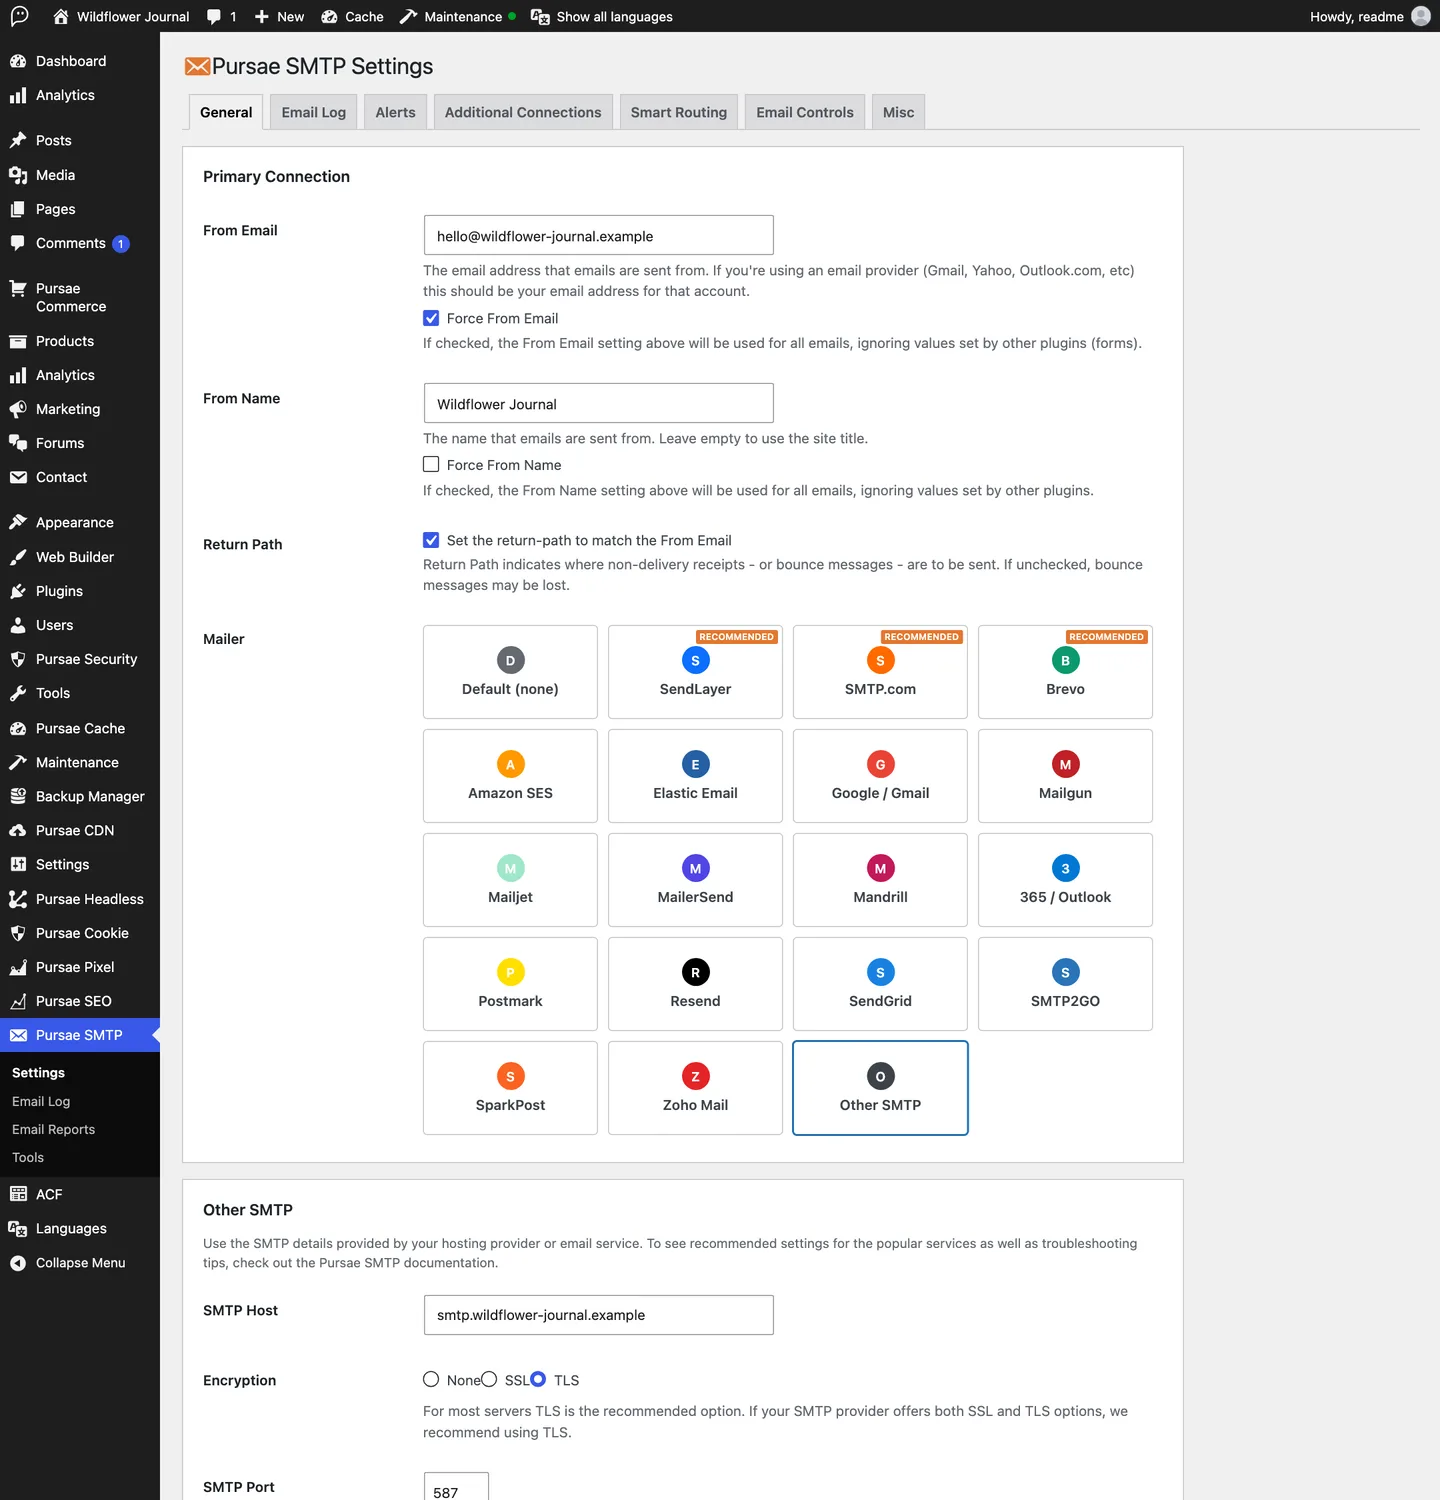 Wildflower Journal
1
New
Cache
Maintenance
Show all languages
Howdy, readme
Dashboard
Analytics
Posts
Media
Pages
Comments 1
Pursae
Commerce
Products
Analytics
Marketing
Forums
Contact
Appearance
Web Builder
Plugins
Users
Pursae Security
Tools
Pursae Cache
Maintenance
Backup Manager
Pursae CDN
Settings
Pursae Headless
Pursae Cookie
Pursae Pixel
Pursae SEO
Pursae SMTP
Settings
Email Log
Email Reports
Tools
ACF
Languages
Collapse Menu
Pursae SMTP Settings
General
Email Log
Alerts
Additional Connections
Smart Routing
Email Controls
Misc
Primary Connection
From Email
hello@wildflower-journal.example
The email address that emails are sent from. If you're using an email provider (Gmail, Yahoo, Outlook.com, etc)
this should be your email address for that account.
Force From Email
If checked, the From Email setting above will be used for all emails, ignoring values set by other plugins (forms).
From Name
Wildflower Journal
The name that emails are sent from. Leave empty to use the site title.
Force From Name
If checked, the From Name setting above will be used for all emails, ignoring values set by other plugins.
Return Path
Set the return-path to match the From Email
Return Path indicates where non-delivery receipts - or bounce messages - are to be sent. If unchecked, bounce
messages may be lost.
Mailer
D
Default (none)
RECOMMENDED
S
SendLayer
RECOMMENDED
S
SMTP.com
RECOMMENDED
B
Brevo
A
Amazon SES
E
Elastic Email
G
Google / Gmail
M
Mailgun
M
Mailjet
M
MailerSend
M
Mandrill
3
365 / Outlook
P
Postmark
R
Resend
S
SendGrid
S
SMTP2GO
S
SparkPost
Z
Zoho Mail
O
Other SMTP
Other SMTP
Use the SMTP details provided by your hosting provider or email service. To see recommended settings for the popular services as well as troubleshooting
tips, check out the Pursae SMTP documentation.
SMTP Host
smtp.wildflower-journal.example
Encryption
None SSL TLS
For most servers TLS is the recommended option. If your SMTP provider offers both SSL and TLS options, we
recommend using TLS.
SMTP Port
587